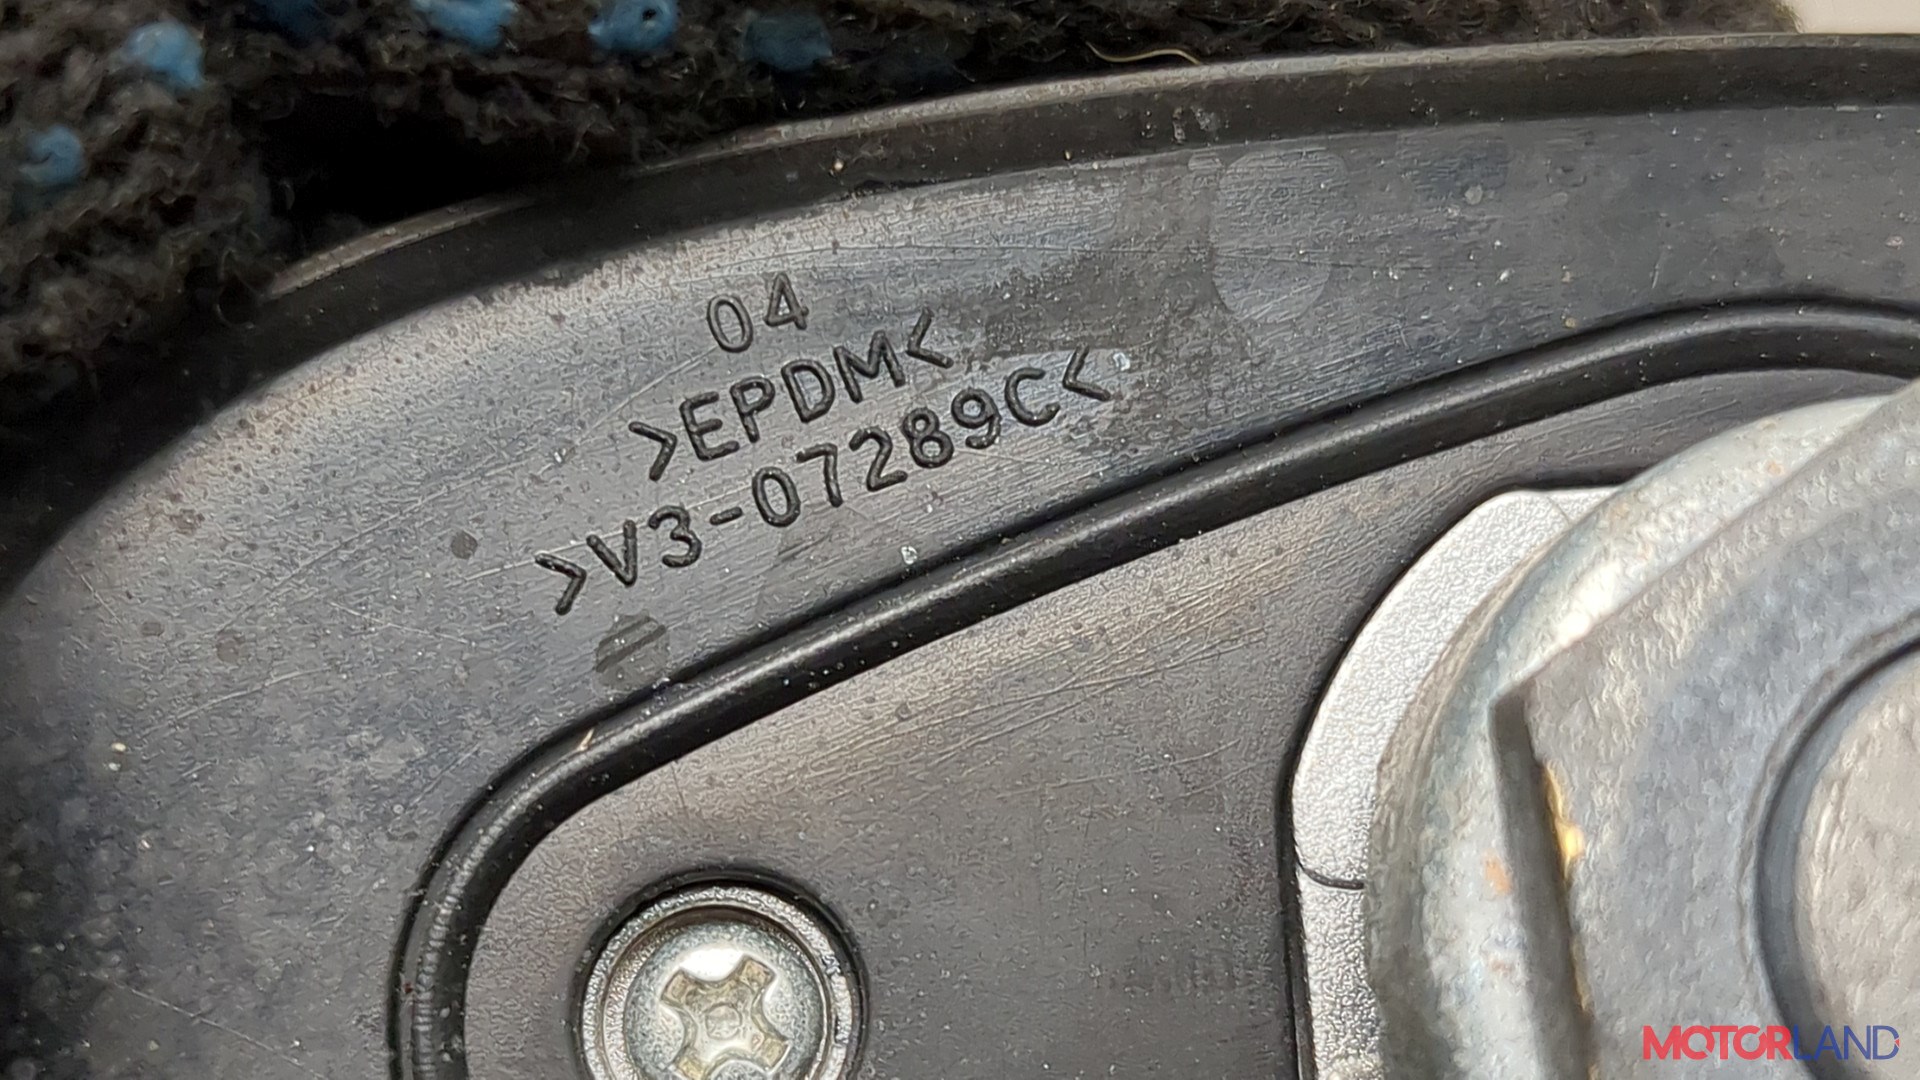 04
>EPDM<
>V3-07289C<
MOTORLAND